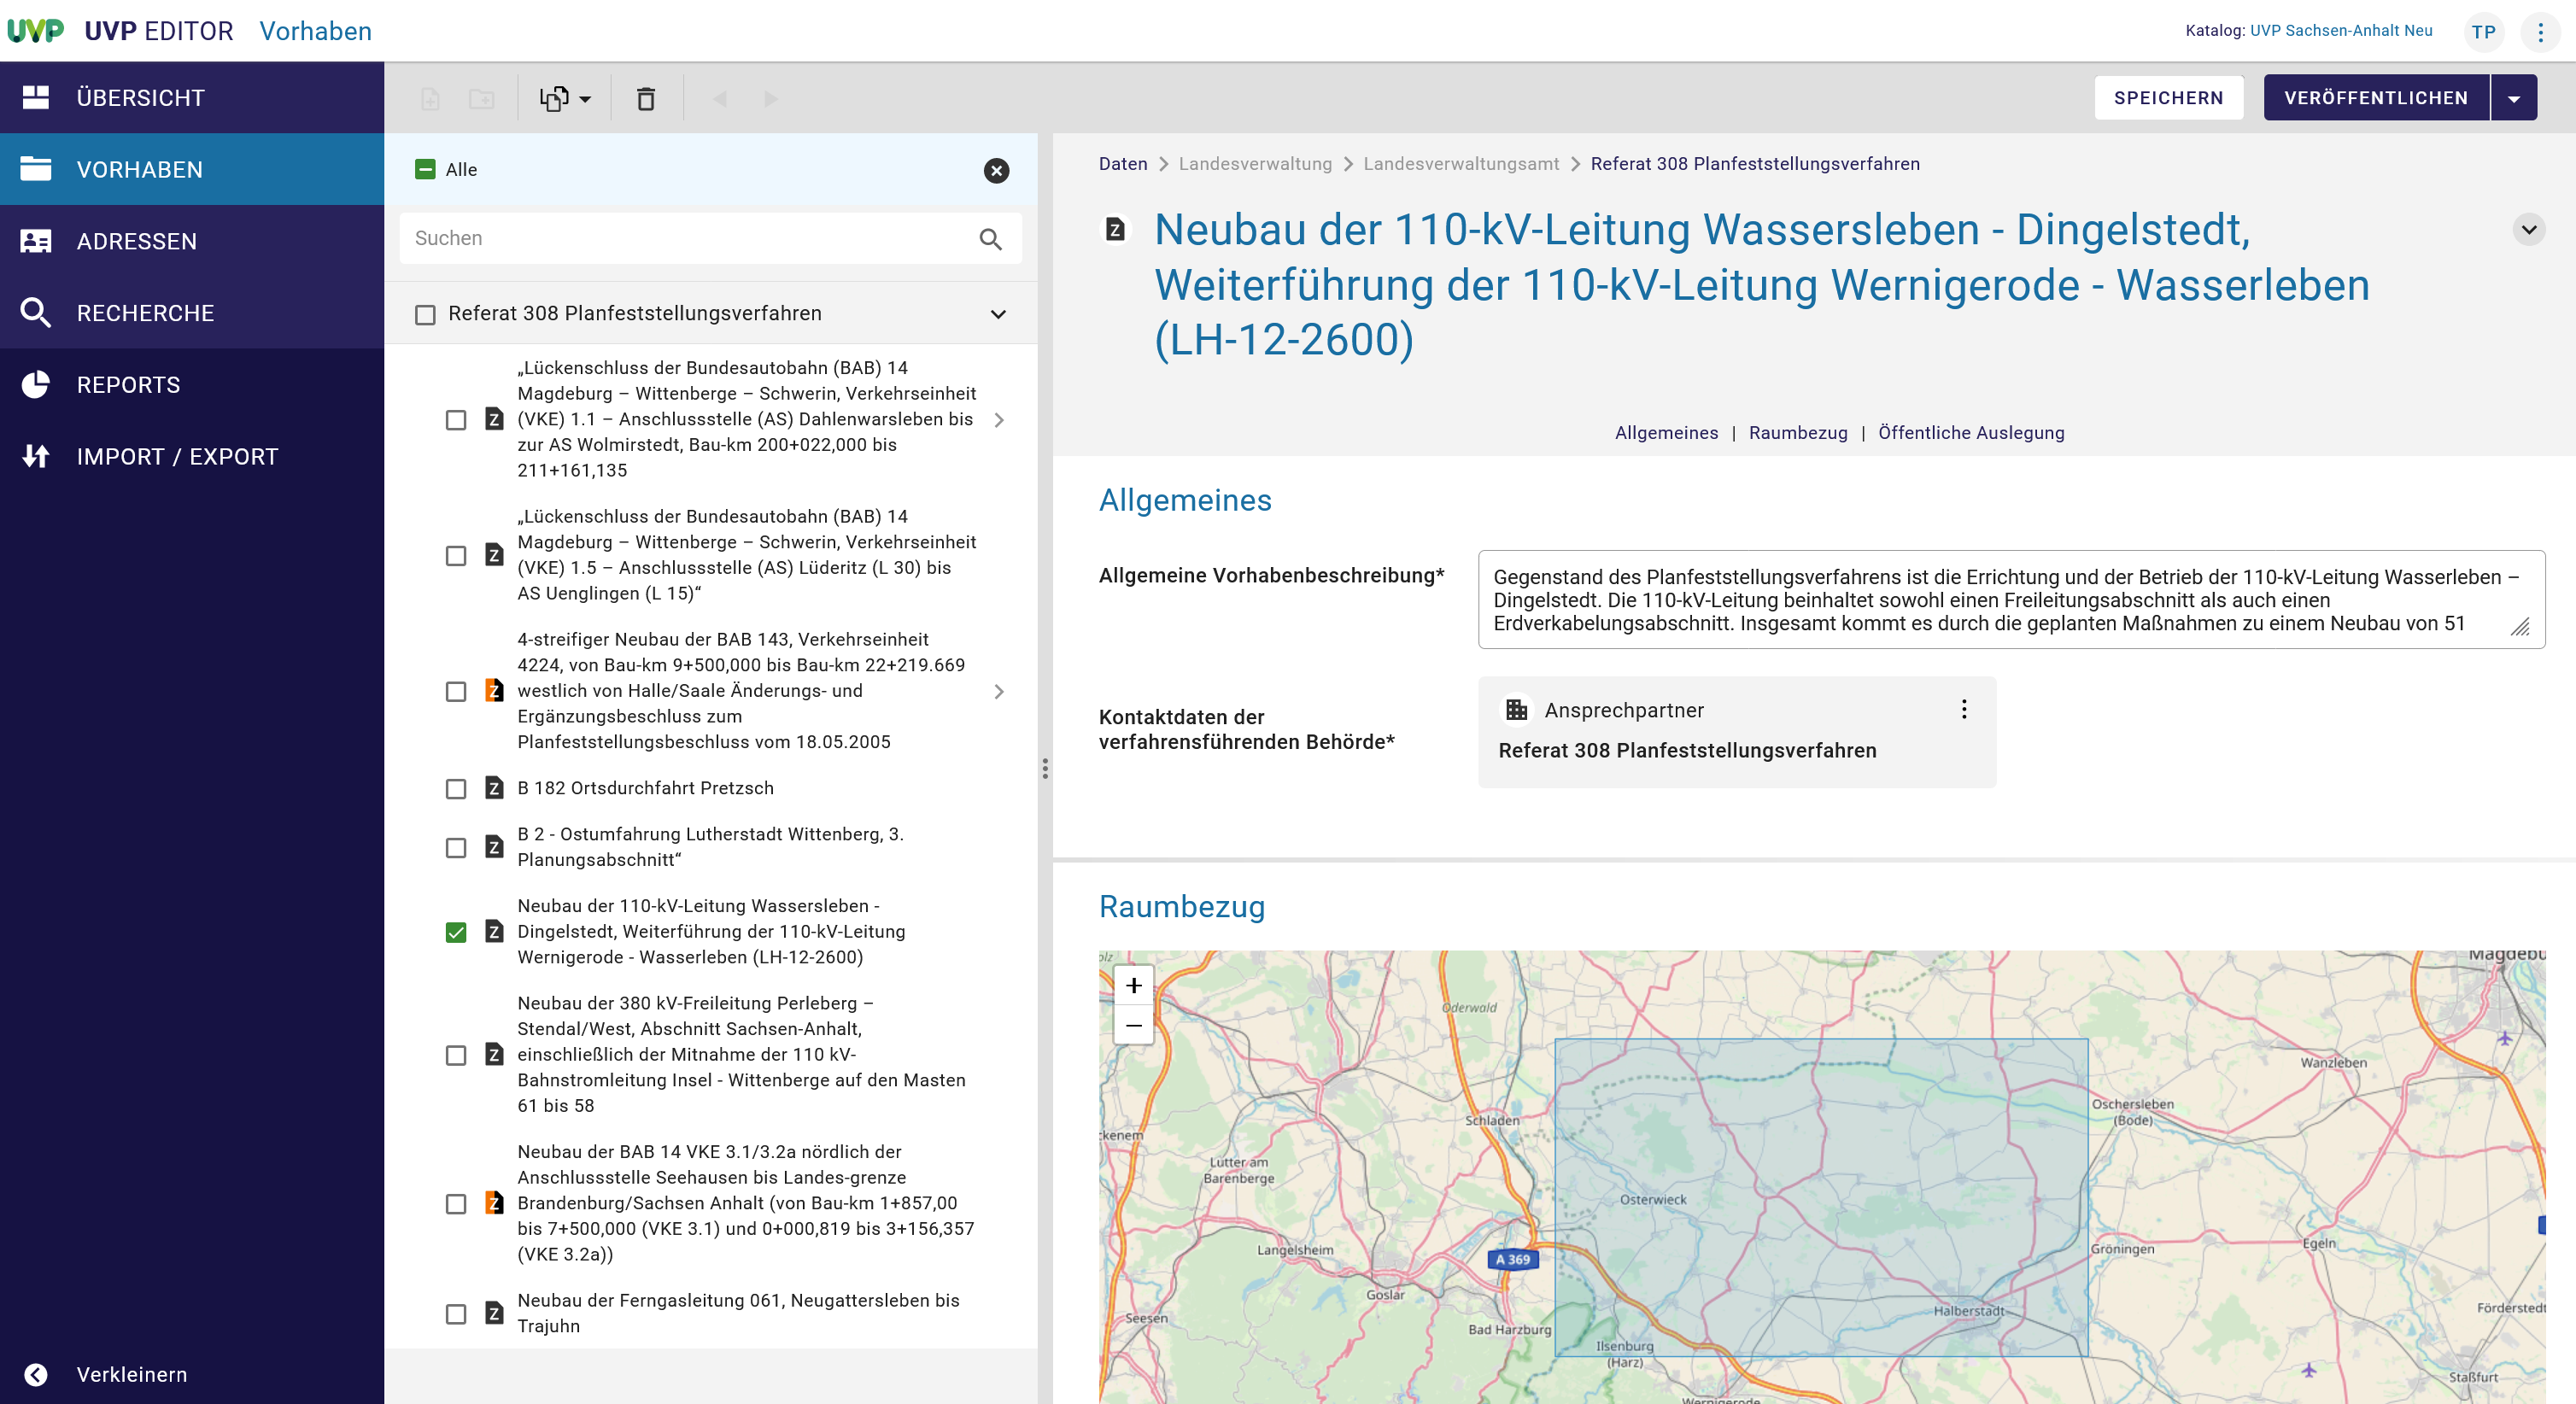 UVP UVP EDITOR Vorhaben
Katalog: UVP Sachsen-Anhalt Neu TP
ÜBERSICHT
VORHABEN
ADRESSEN
RECHERCHE
REPORTS
IMPORT / EXPORT
Verkleinern
SPEICHERN
VERÖFFENTLICHEN
Alle
Suchen
Referat 308 Planfeststellungsverfahren
„Lückenschluss der Bundesautobahn (BAB) 14
Magdeburg – Wittenberge – Schwerin, Verkehrseinheit
(VKE) 1.1 – Anschlussstelle (AS) Dahlenwarsleben bis
zur AS Wolmirstedt, Bau-km 200+022,000 bis
211+161,135
„Lückenschluss der Bundesautobahn (BAB) 14
Magdeburg – Wittenberge – Schwerin, Verkehrseinheit
(VKE) 1.5 – Anschlussstelle (AS) Lüderitz (L 30) bis
AS Uenglingen (L 15)“
4-streifiger Neubau der BAB 143, Verkehrseinheit
4224, von Bau-km 9+500,000 bis Bau-km 22+219.669
westlich von Halle/Saale Änderungs- und
Ergänzungsbeschluss zum
Planfeststellungsbeschluss vom 18.05.2005
B 182 Ortsdurchfahrt Pretzsch
B 2 - Ostumfahrung Lutherstadt Wittenberg, 3.
Planungsabschnitt“
Neubau der 110-kV-Leitung Wassersleben -
Dingelstedt, Weiterführung der 110-kV-Leitung
Wernigerode - Wasserleben (LH-12-2600)
Neubau der 380 kV-Freileitung Perleberg –
Stendal/West, Abschnitt Sachsen-Anhalt,
einschließlich der Mitnahme der 110 kV-
Bahnstromleitung Insel - Wittenberge auf den Masten
61 bis 58
Neubau der BAB 14 VKE 3.1/3.2a nördlich der
Anschlussstelle Seehausen bis Landes-grenze
Brandenburg/Sachsen Anhalt (von Bau-km 1+857,00
bis 7+500,000 (VKE 3.1) und 0+000,819 bis 3+156,357
(VKE 3.2a))
Neubau der Ferngasleitung 061, Neugattersleben bis
Trajuhn
Daten Landesverwaltung Landesverwaltungsamt Referat 308 Planfeststellungsverfahren
Neubau der 110-kV-Leitung Wassersleben - Dingelstedt,
Weiterführung der 110-kV-Leitung Wernigerode - Wasserleben
(LH-12-2600)
Allgemeines | Raumbezug | Öffentliche Auslegung
Allgemeines
Allgemeine Vorhabenbeschreibung*
Gegenstand des Planfeststellungsverfahrens ist die Errichtung und der Betrieb der 110-kV-Leitung Wasserleben –
Dingelstedt. Die 110-kV-Leitung beinhaltet sowohl einen Freileitungsabschnitt als auch einen
Erdverkabelungsabschnitt. Insgesamt kommt es durch die geplanten Maßnahmen zu einem Neubau von 51
Kontaktdaten der
verfahrensführenden Behörde*
Ansprechpartner
Referat 308 Planfeststellungsverfahren
Raumbezug
+
−
olz
Oderwald
Magdebu
Wanzleben
Schladen
Oschersleben
(Bode)
ckenem
Lutter am
Barenberge
Osterwieck
Langelsheim
A 369
Gröningen
Egeln
Goslar
Halberstadt
Seesen
Bad Harzburg
Förderstedt
Ilsenburg
(Harz)
Staßfurt
Wernigerode